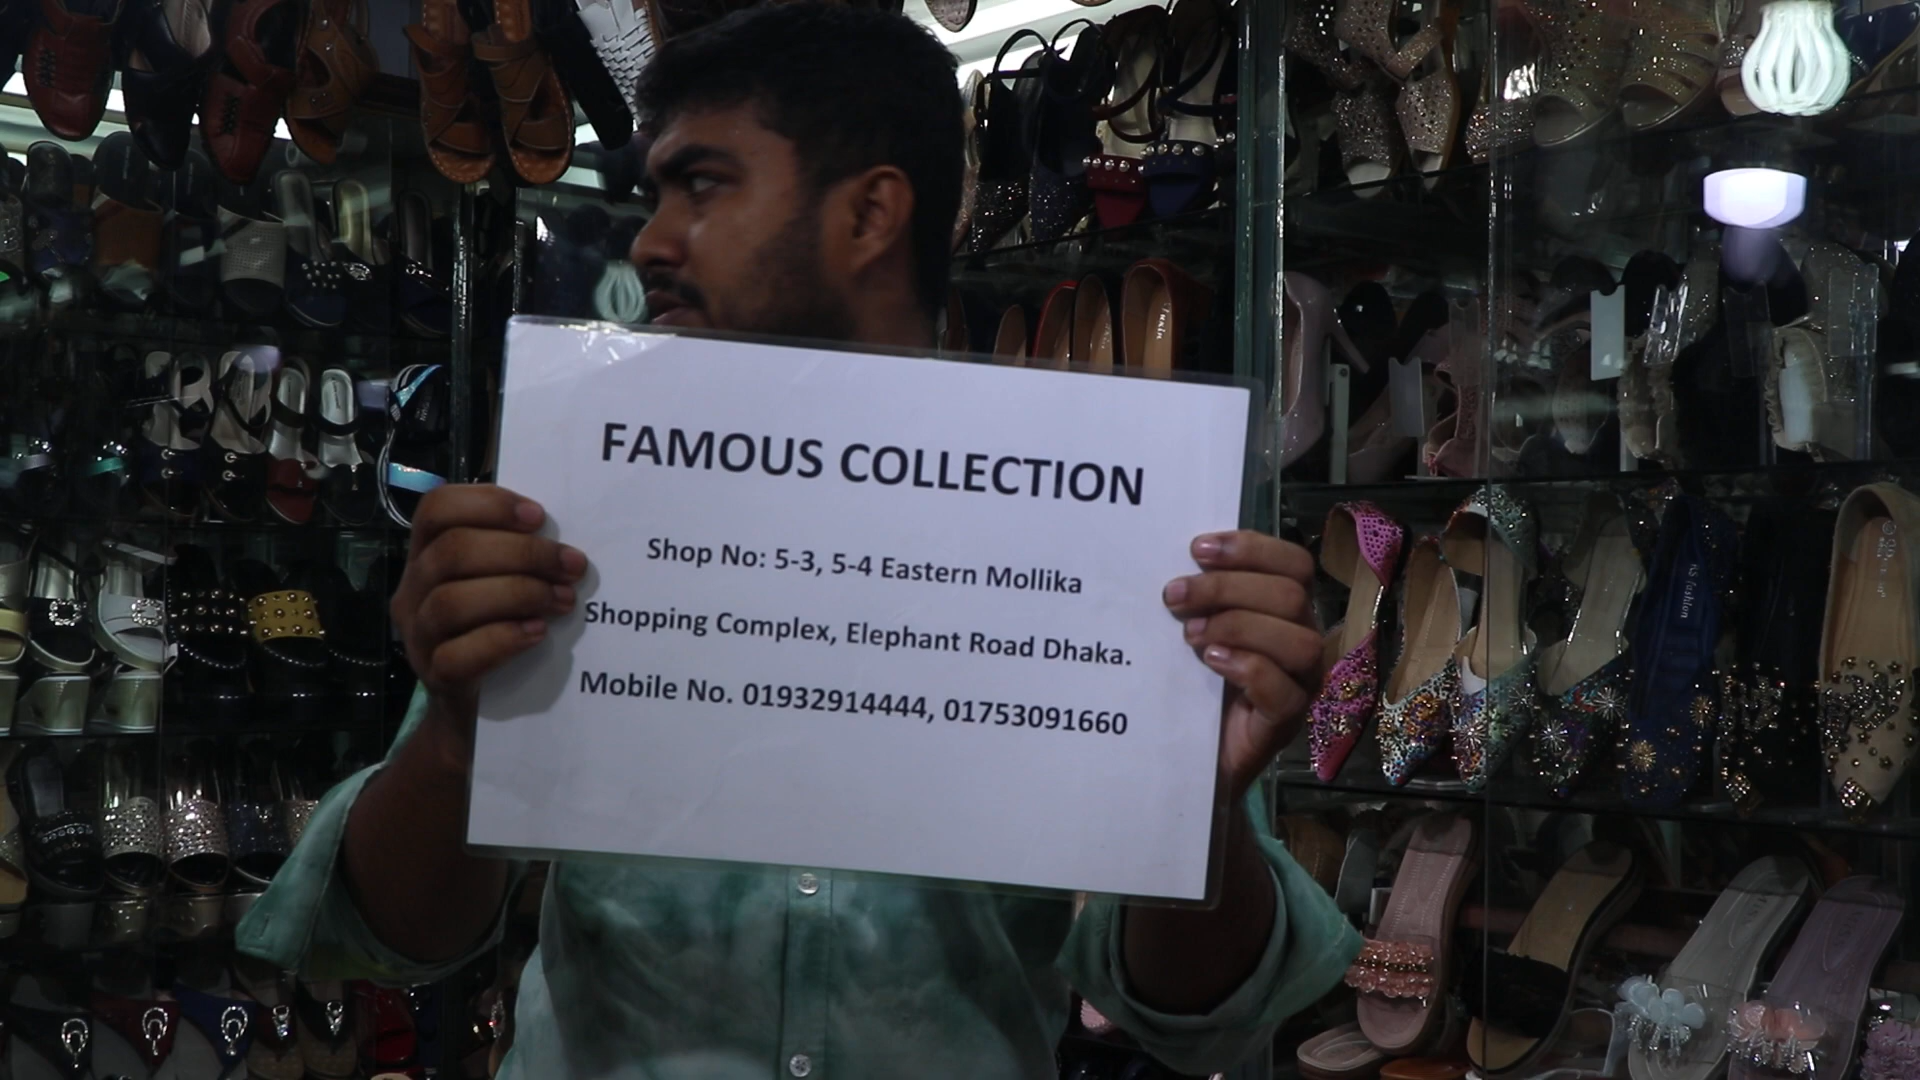 FAMOUS COLLECTION
Shop No: 5-3, 5-4 Eastern Mollika
Shopping Complex, Elephant Road Dhaka.
Mobile No. 01932914444, 01753091660